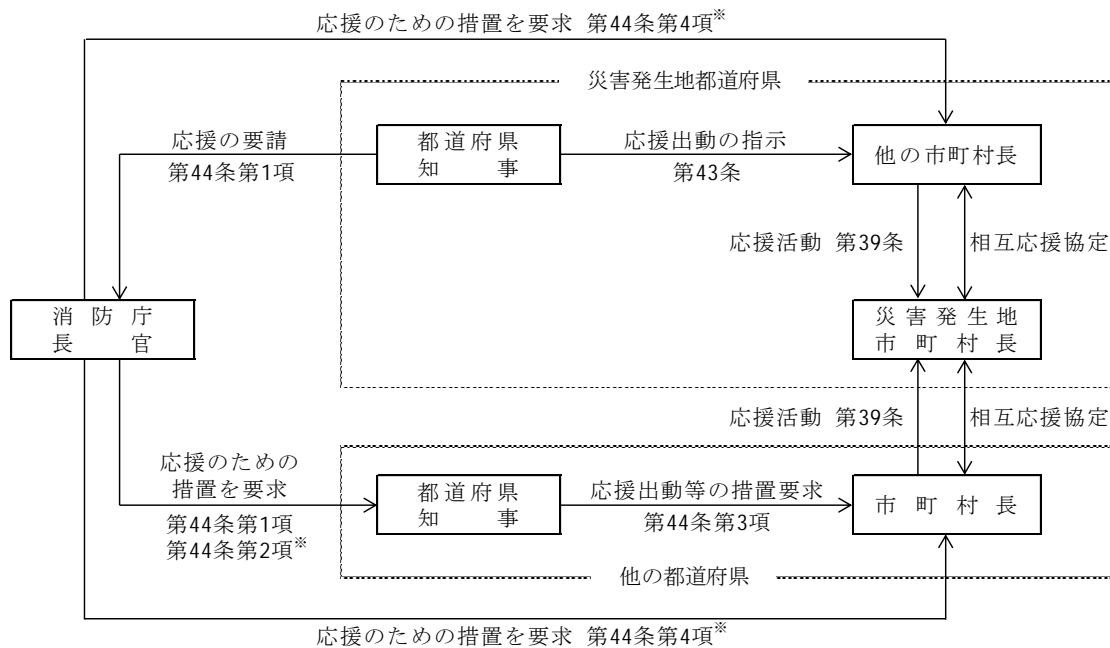 応援のための措置を要求 第44条第4項※
災害発生地都道府県
応援の要請
第44条第1項
都道府県
知事
応援出動の指示
第43条
他の市町村長
応援活動 第39条
相互応援協定
消防庁
長官
災害発生地
市町村長
応援活動 第39条
相互応援協定
応援のための
措置を要求
第44条第1項
第44条第2項※
都道府県
知事
応援出動等の措置要求
第44条第3項
市町村長
他の都道府県
応援のための措置を要求 第44条第4項※